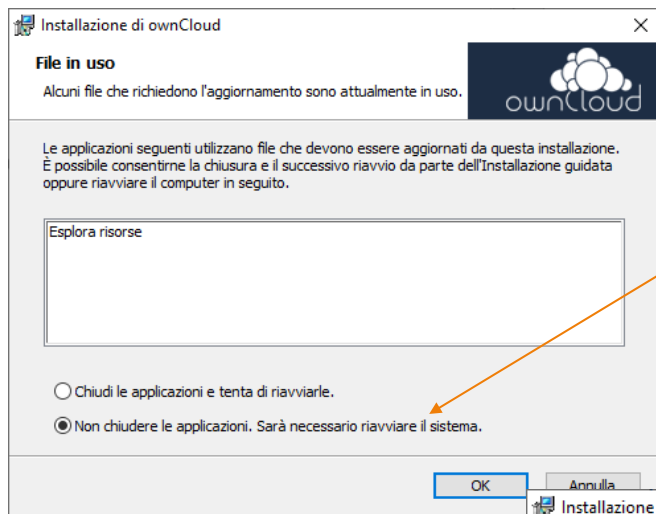 Installazione di ownCloud
File in uso
Alcuni file che richiedono l'aggiornamento sono attualmente in uso.
ownCloud
Le applicazioni seguenti utilizzano file che devono essere aggiornati da questa installazione.
È possibile consentirne la chiusura e il successivo riavvio da parte dell'Installazione guidata
oppure riavviare il computer in seguito.
Esplora risorse
Chiudi le applicazioni e tenta di riavviarle.
Non chiudere le applicazioni. Sarà necessario riavviare il sistema.
OK
Annulla
Installazione